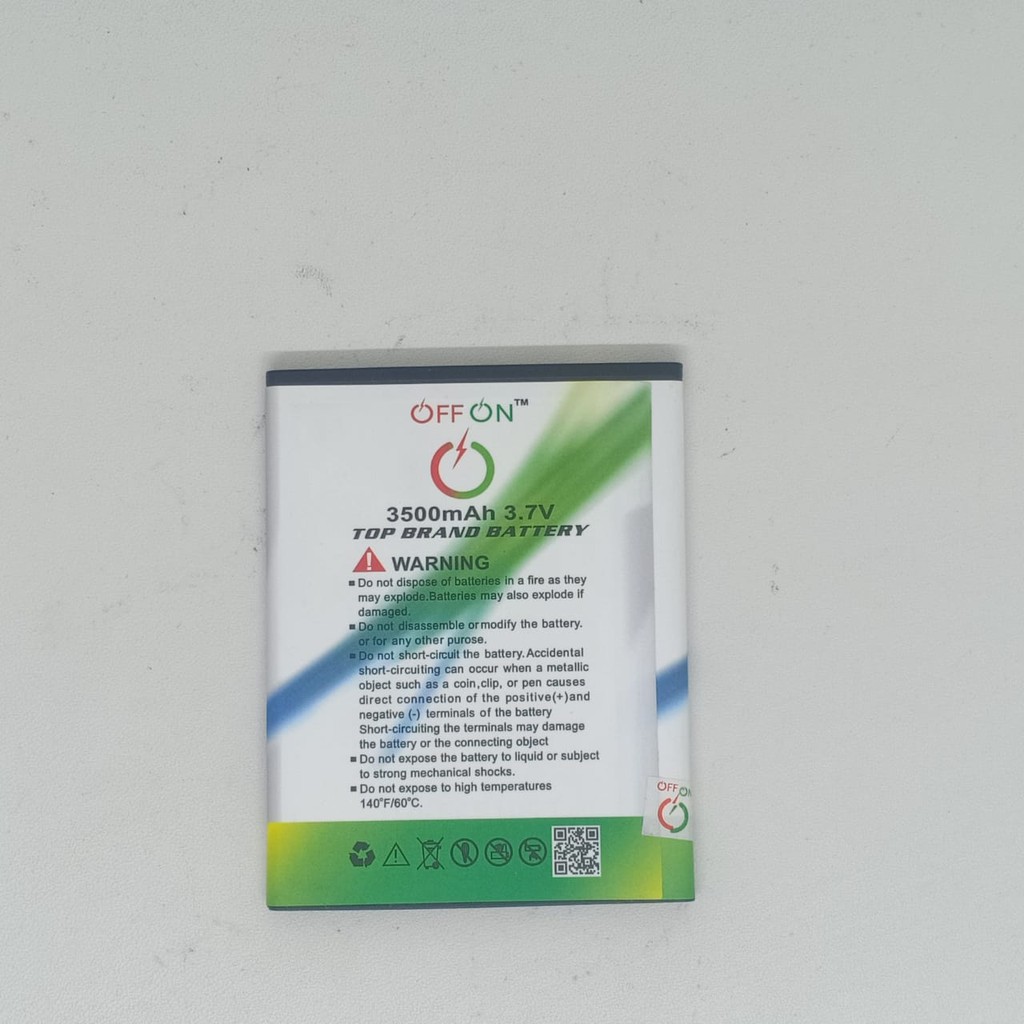 OFF ON™
3500mAh 3.7V
TOP BRAND BATTERY
WARNING
▪ Do not dispose of batteries in a fire as they
may explode.Batteries may also explode if
damaged.
▪ Do not disassemble or modify the battery.
or for any other purose.
▪ Do not short-circuit the battery. Accidental
short-circuiting can occur when a metallic
object such as a coin,clip, or pen causes
direct connection of the positive(+)and
negative (-) terminals of the battery
Short-circuiting the terminals may damage
the battery or the connecting object
▪ Do not expose the battery to liquid or subject
to strong mechanical shocks.
▪ Do not expose to high temperatures
140°F/60°C.
OFF ON